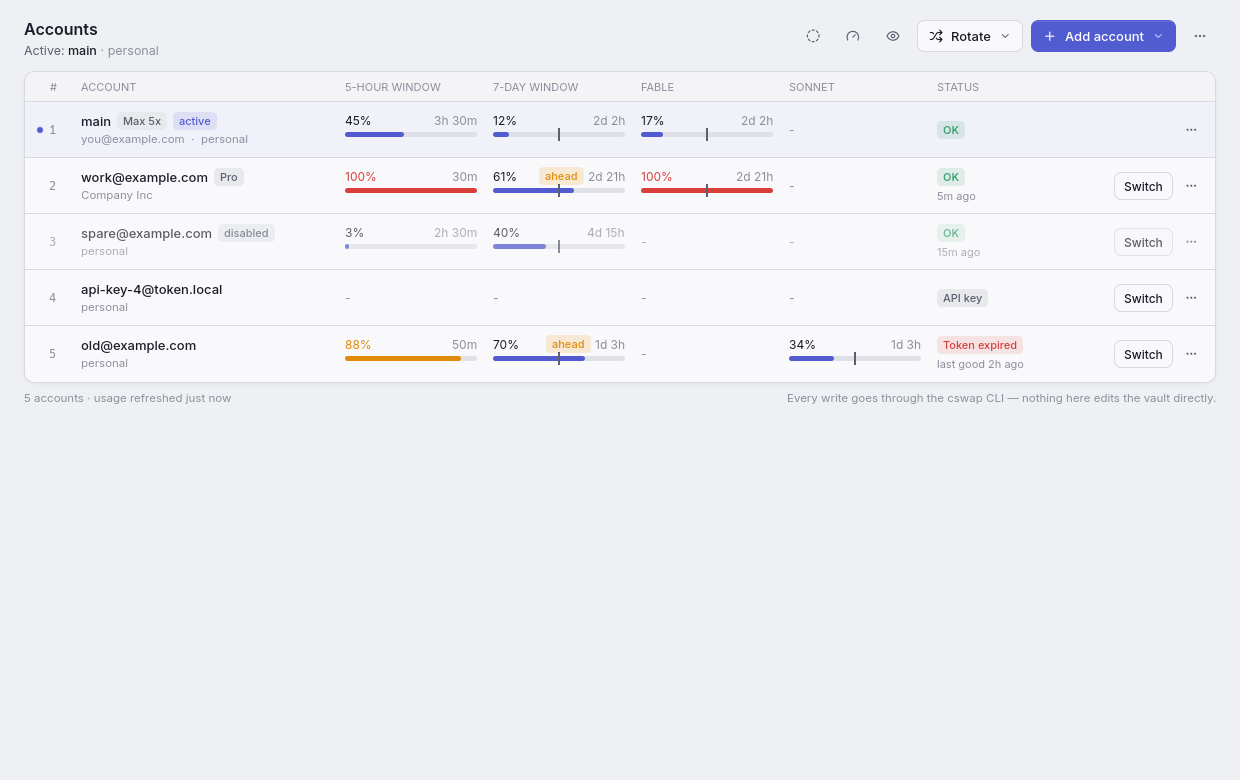 Accounts
Active: main · personal
Rotate
Add account
# ACCOUNT 5-HOUR WINDOW 7-DAY WINDOW FABLE SONNET STATUS
1 main Max 5x active 45% 3h 30m 12% 2d 2h 17% 2d 2h - OK
you@example.com · personal
2 work@example.com Pro 100% 30m 61% ahead 2d 21h 100% 2d 21h - OK Switch
Company Inc 5m ago
3 spare@example.com disabled 3% 2h 30m 40% 4d 15h - - OK Switch
personal 15m ago
4 api-key-4@token.local - - - - API key Switch
personal
5 old@example.com 88% 50m 70% ahead 1d 3h - 34% 1d 3h Token expired Switch
personal last good 2h ago
5 accounts · usage refreshed just now
Every write goes through the cswap CLI — nothing here edits the vault directly.